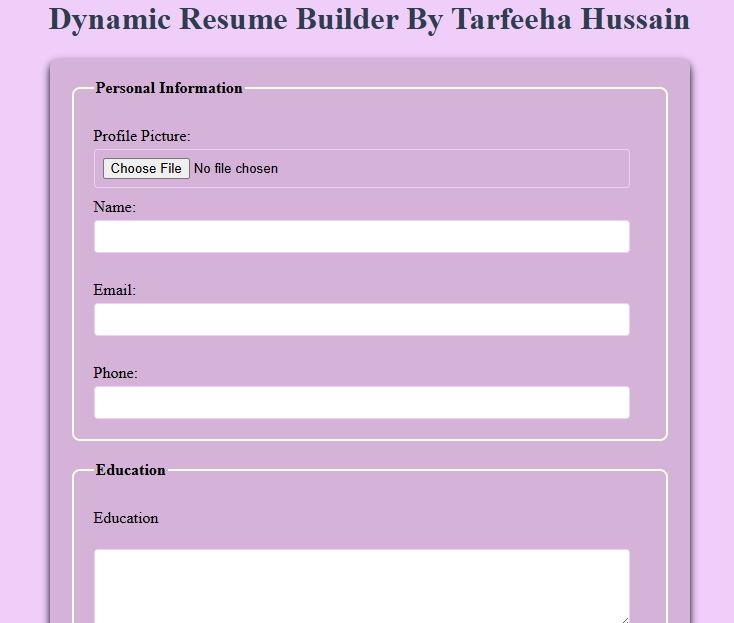 Dynamic Resume Builder By Tarfeeha Hussain
Personal Information
Profile Picture:
Choose File No file chosen
Name:
Email:
Phone:
Education
Education